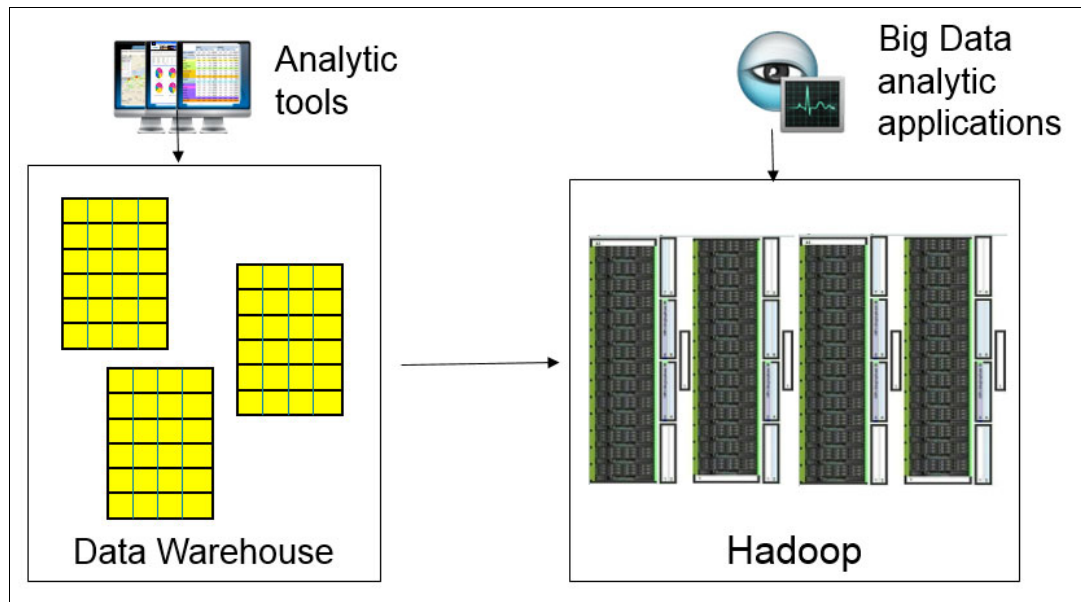 Analytic
tools
Big Data
analytic
applications
Data Warehouse
Hadoop